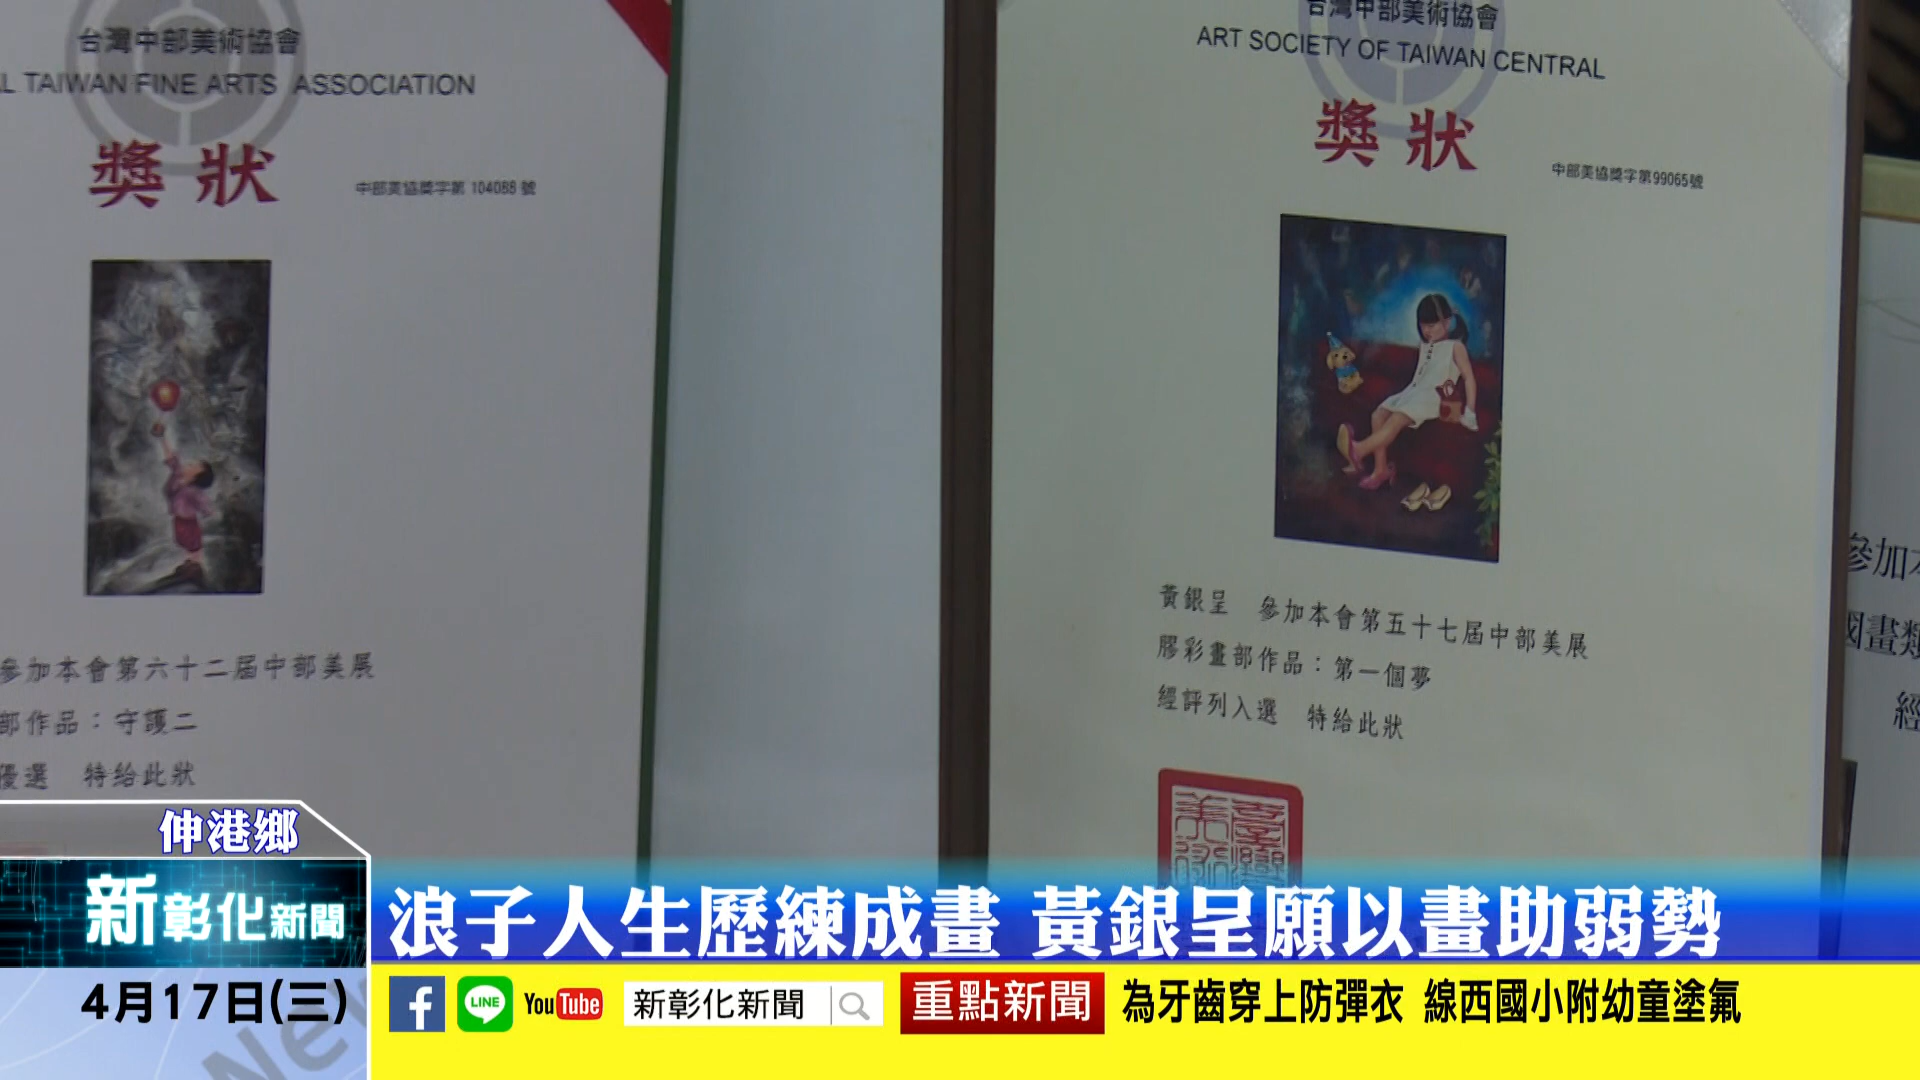 台灣中部美術協會
L TAIWAN FINE ARTS ASSOCIATION
獎狀
中部美協獎字第 104088 號
參加本會第六十二屆中部美展
部作品：守護二
優選 特給此狀
台灣中部美術協會
ART SOCIETY OF TAIWAN CENTRAL
獎狀
中部美協獎字第99065號
黃銀呈 參加本會第五十七屆中部美展
膠彩畫部作品：第一個夢
經評列入選 特給此狀
參加本
國畫類
經
伸港鄉
新彰化新聞
浪子人生歷練成畫 黃銀呈願以畫助弱勢
4月17日(三)
LINE
YouTube
新彰化新聞
重點新聞
為牙齒穿上防彈衣 線西國小附幼童塗氟